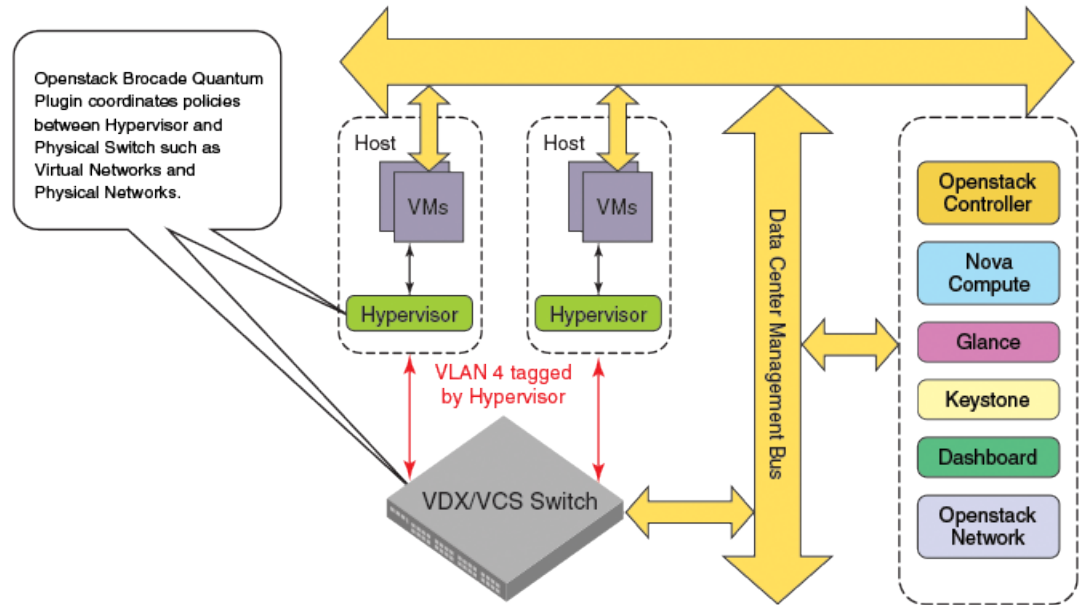 Openstack Brocade Quantum
Plugin coordinates policies
between Hypervisor and
Physical Switch such as
Virtual Networks and
Physical Networks.
Host
VMs
Hypervisor
Host
VMs
Hypervisor
VLAN 4 tagged
by Hypervisor
VDX/VCS Switch
Data Center Management Bus
Openstack
Controller
Nova
Compute
Glance
Keystone
Dashboard
Openstack
Network